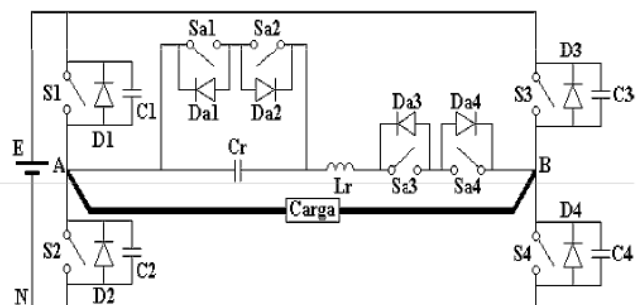 Sa1 Sa2
D3
S1
C1
Da1 Da2
Da3 Da4
S3
C3
D1
E
A
Cr
Lr
Sa3 Sa4
B
Carga
D4
S2
C2
S4
C4
N
D2